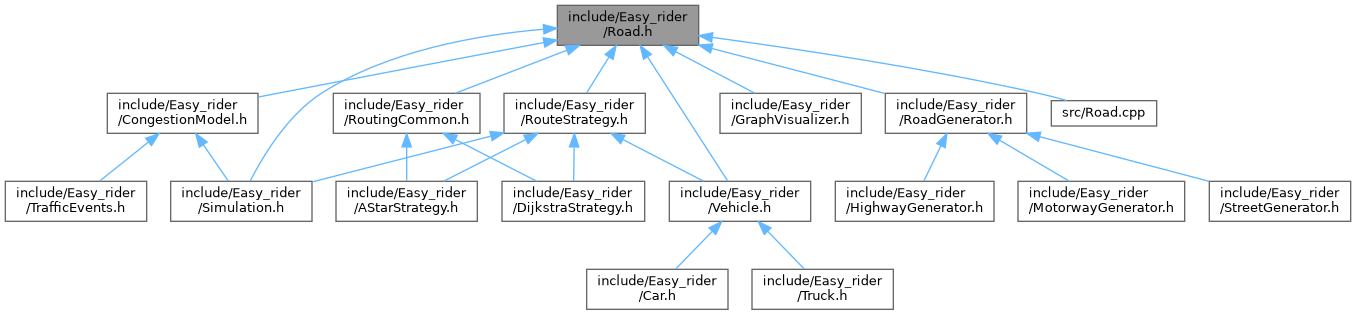 include/Easy_rider
/Road.h
include/Easy_rider
/CongestionModel.h
include/Easy_rider
/RoutingCommon.h
include/Easy_rider
/RouteStrategy.h
include/Easy_rider
/GraphVisualizer.h
include/Easy_rider
/RoadGenerator.h
src/Road.cpp
include/Easy_rider
/TrafficEvents.h
include/Easy_rider
/Simulation.h
include/Easy_rider
/AStarStrategy.h
include/Easy_rider
/DijkstraStrategy.h
include/Easy_rider
/Vehicle.h
include/Easy_rider
/HighwayGenerator.h
include/Easy_rider
/MotorwayGenerator.h
include/Easy_rider
/StreetGenerator.h
include/Easy_rider
/Car.h
include/Easy_rider
/Truck.h